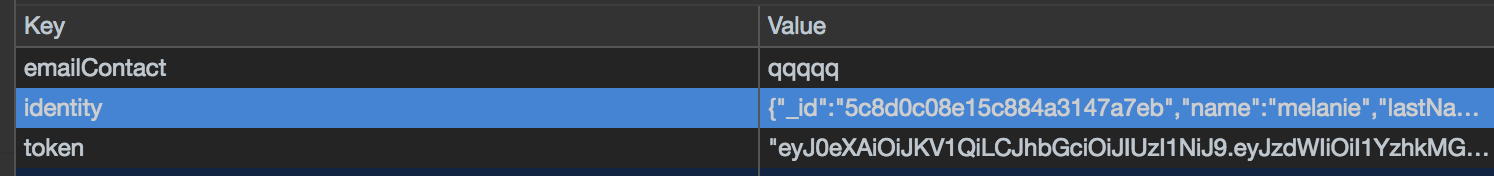 Key Value
emailContact qqqqq
identity {"_id":"5c8d0c08e15c884a3147a7eb","name":"melanie","lastNa...
token "eyJ0eXAiOiJKV1QiLCJhbGciOiJIUzI1NiJ9.eyJzdWIiOiI1YzhkMG...